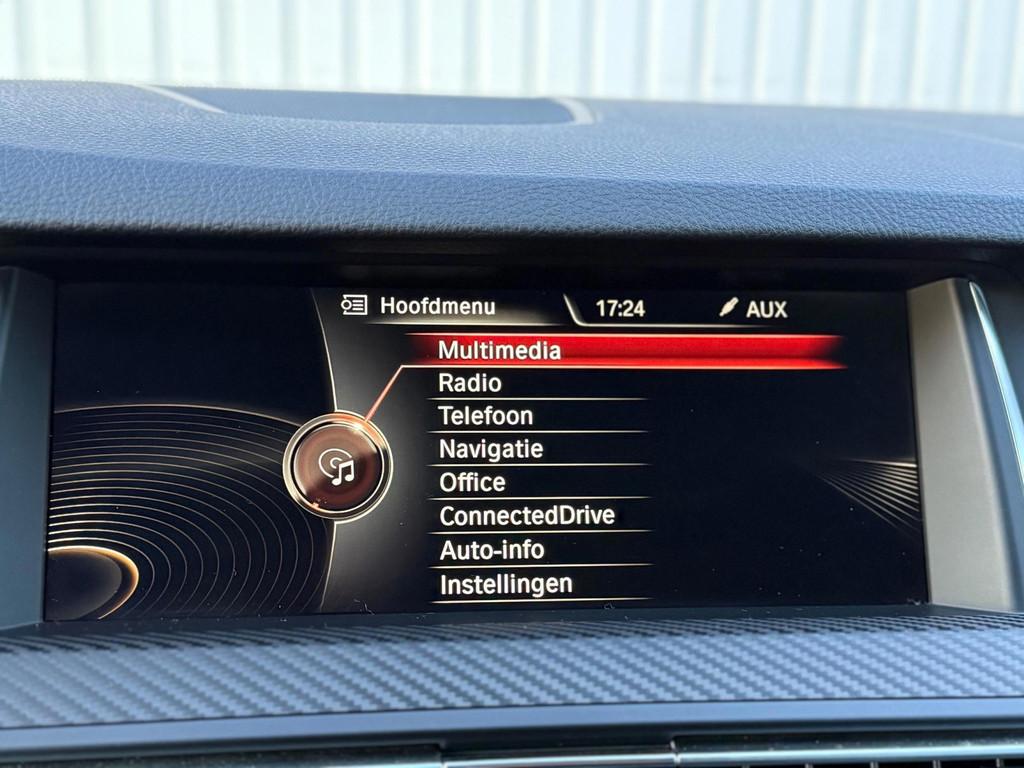 Hoofdmenu 17:24 AUX
Multimedia
Radio
Telefoon
Navigatie
Office
ConnectedDrive
Auto-info
Instellingen